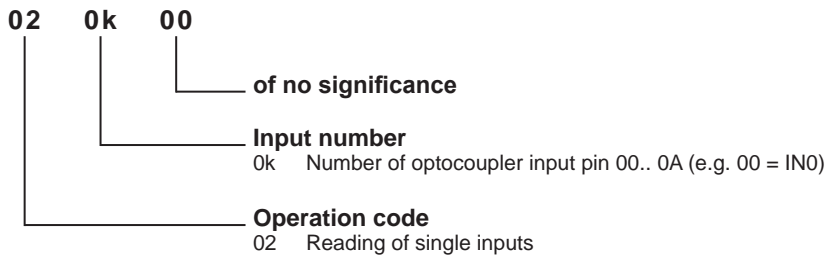 02 0k 00
of no significance
Input number
0k Number of optocoupler input pin 00.. 0A (e.g. 00 = IN0)
Operation code
02 Reading of single inputs